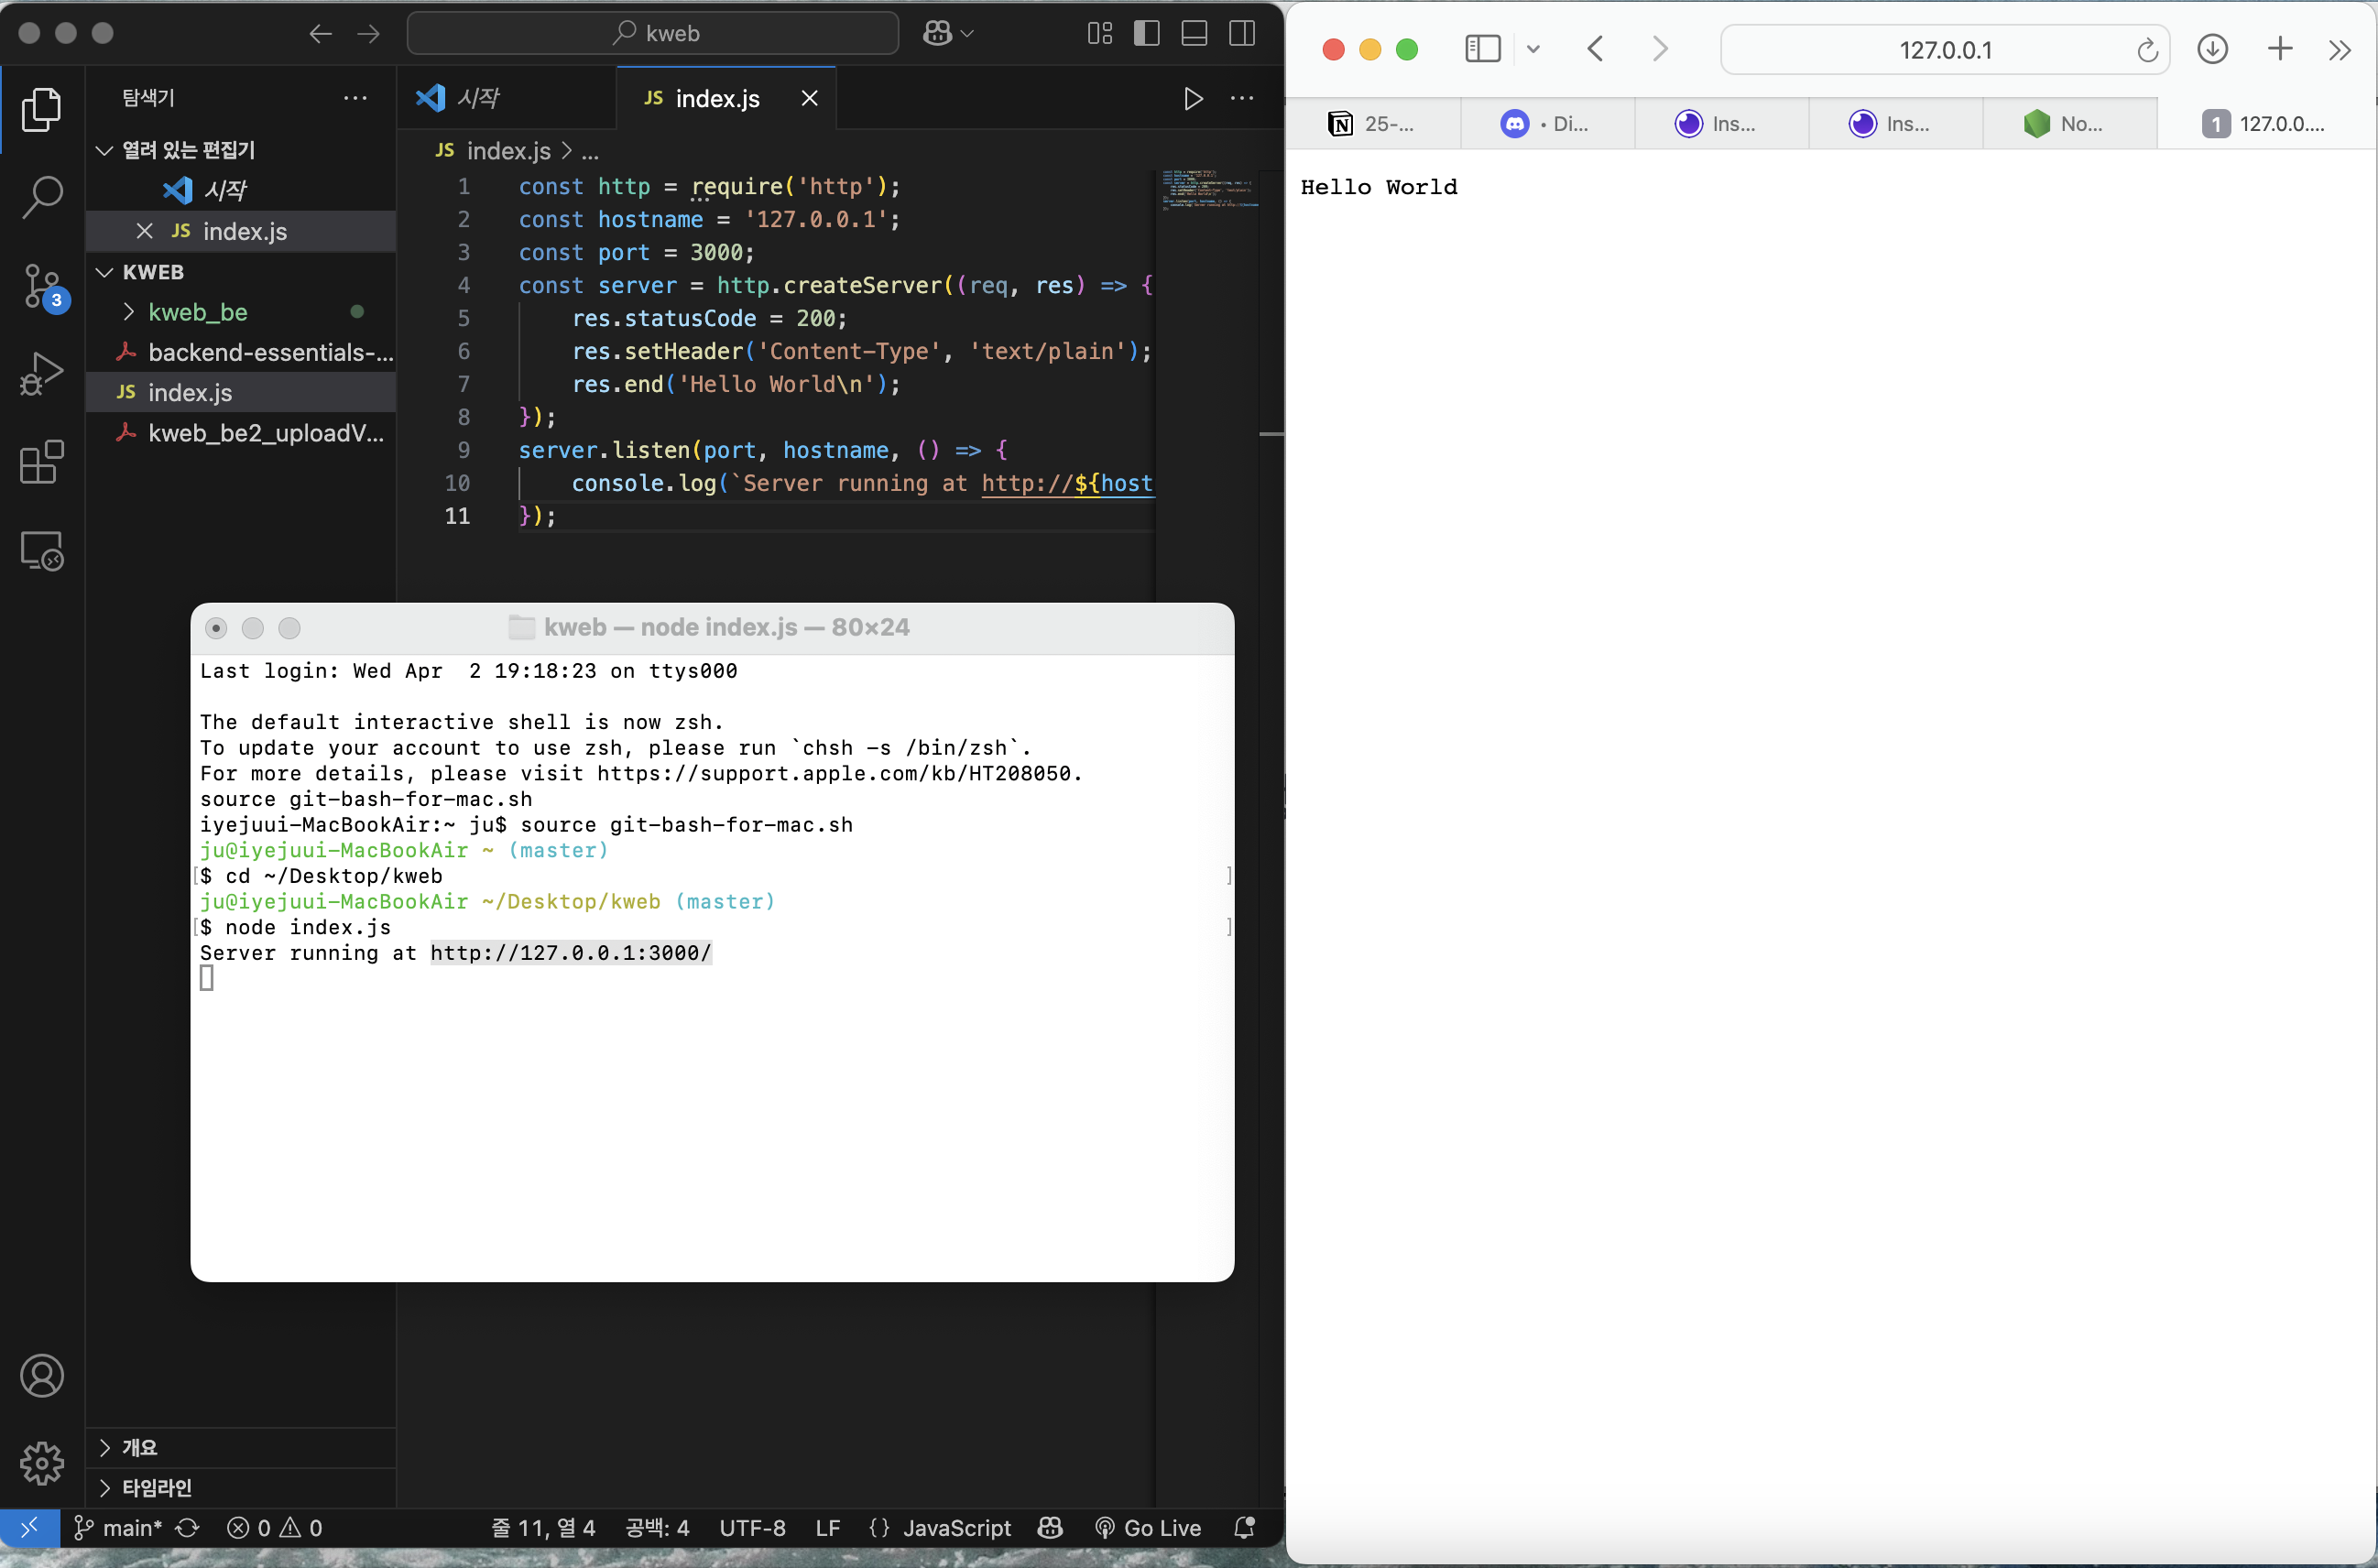 kweb
탐색기
열려 있는 편집기
시작
JS index.js
KWEB
kweb_be
backend-essentials-...
JS index.js
kweb_be2_uploadV...
개요
타임라인
3
시작
JS index.js
JS index.js > ...
1 const http = require('http');
2 const hostname = '127.0.0.1';
3 const port = 3000;
4 const server = http.createServer((req, res) => {
5 res.statusCode = 200;
6 res.setHeader('Content-Type', 'text/plain');
7 res.end('Hello World\n');
8 });
9 server.listen(port, hostname, () => {
10 console.log(`Server running at http://${host
11 });
kweb — node index.js — 80×24
Last login: Wed Apr  2 19:18:23 on ttys000
The default interactive shell is now zsh.
To update your account to use zsh, please run `chsh -s /bin/zsh`.
For more details, please visit https://support.apple.com/kb/HT208050.
source git-bash-for-mac.sh
iyejuui-MacBookAir:~ ju$ source git-bash-for-mac.sh
ju@iyejuui-MacBookAir ~ (master)
[$ cd ~/Desktop/kweb ]
ju@iyejuui-MacBookAir ~/Desktop/kweb (master)
[$ node index.js ]
Server running at http://127.0.0.1:3000/
main* 0 0 줄 11, 열 4 공백: 4 UTF-8 LF {} JavaScript Go Live
127.0.0.1
25-... • Di... Ins... Ins... No... 1 127.0.0....
Hello World